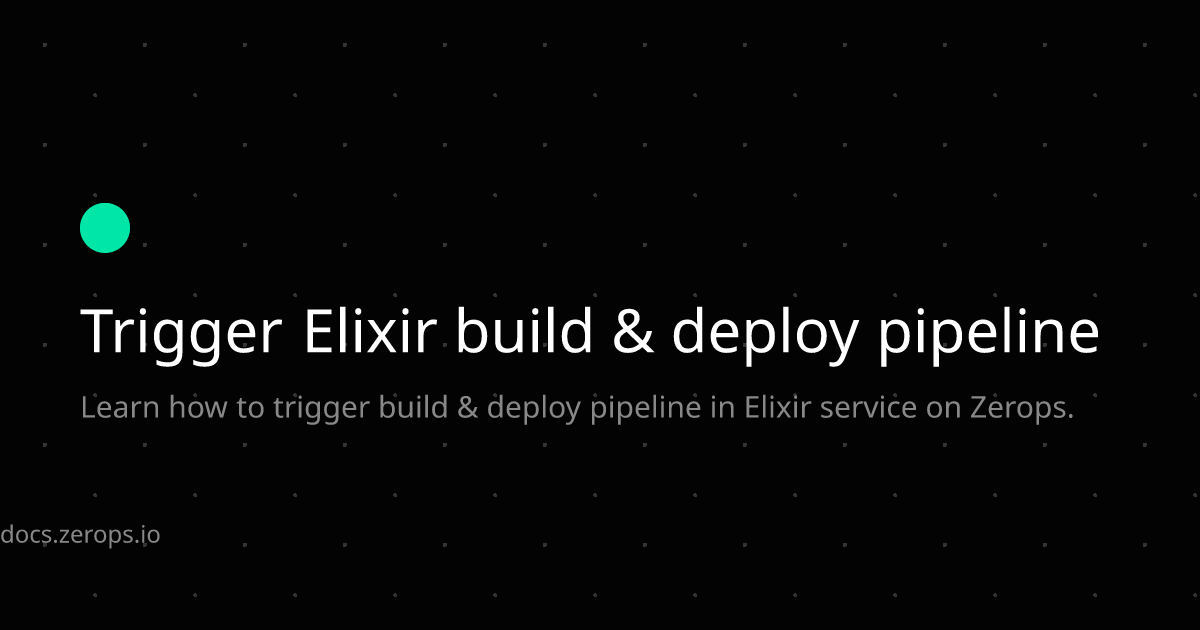 Trigger Elixir build & deploy pipeline
Learn how to trigger build & deploy pipeline in Elixir service on Zerops.
docs.zerops.io